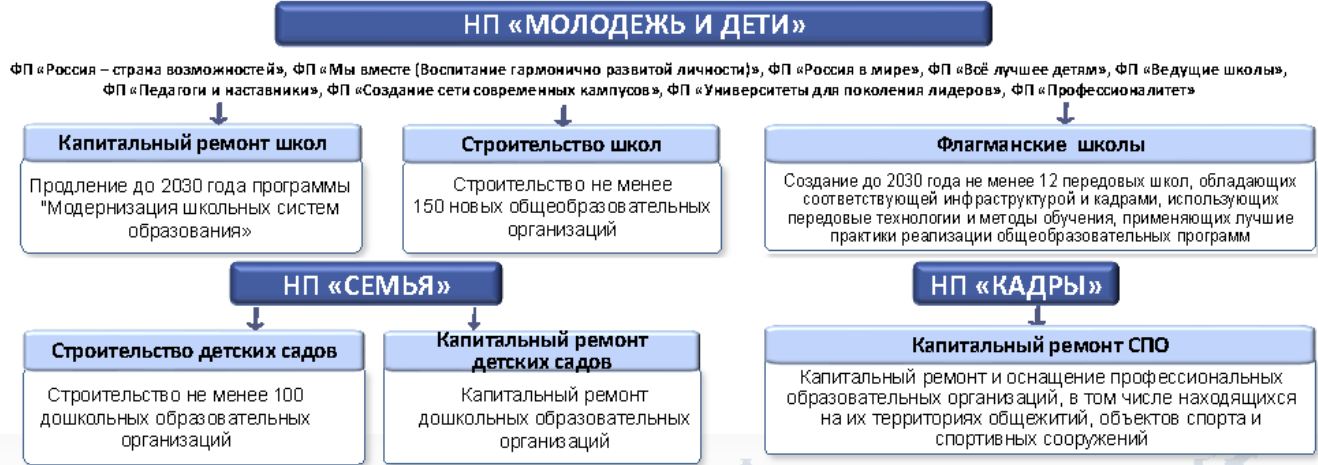 НП «МОЛОДЕЖЬ И ДЕТИ»
ФП «Россия – страна возможностей», ФП «Мы вместе (Воспитание гармонично развитой личности)», ФП «Россия в мире», ФП «Всё лучшее детям», ФП «Ведущие школы»,
ФП «Педагоги и наставники», ФП «Создание сети современных кампусов», ФП «Университеты для поколения лидеров», ФП «Профессионалитет»
Капитальный ремонт школ
Продление до 2030 года программы
"Модернизация школьных систем
образования»
Строительство школ
Строительство не менее
150 новых общеобразовательных
организаций
Флагманские школы
Создание до 2030 года не менее 12 передовых школ, обладающих
соответствующей инфраструктурой и кадрами, использующих
передовые технологии и методы обучения, применяющих лучшие
практики реализации общеобразовательных программ
НП «СЕМЬЯ»
Строительство детских садов
Строительство не менее 100
дошкольных образовательных
организаций
Капитальный ремонт
детских садов
Капитальный ремонт
дошкольных образовательных
организаций
НП «КАДРЫ»
Капитальный ремонт СПО
Капитальный ремонт и оснащение профессиональных
образовательных организаций, в том числе находящихся
на их территориях общежитий, объектов спорта и
спортивных сооружений